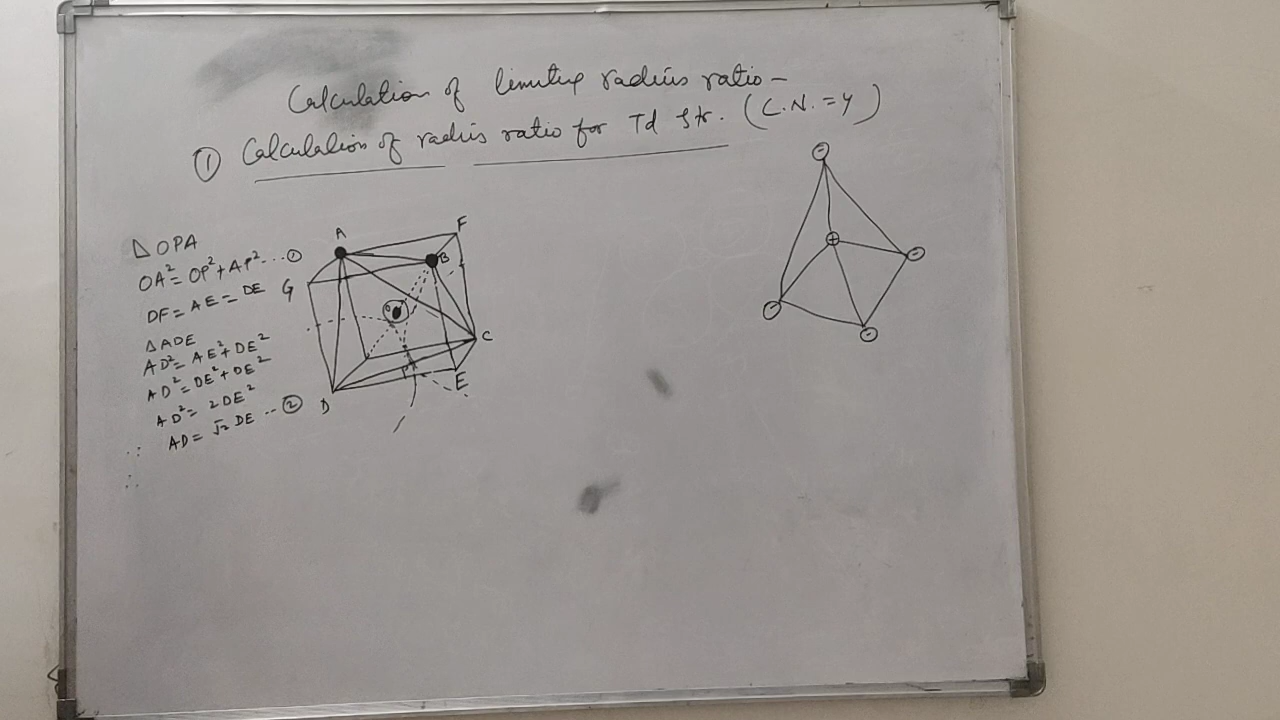 Calculation of limiting radius ratio –
① Calculation of radius ratio for Td str. (C.N. = 4)
△OPA
OA² = OP² + AP² ... ①
DF = AE = DE
△ADE
AD² = AE² + DE²
AD² = DE² + DE²
AD² = 2DE²
∴ AD = √2 DE ... ②
∴
A
F
B
G
O
C
P
E
D
-
+
-
-
-